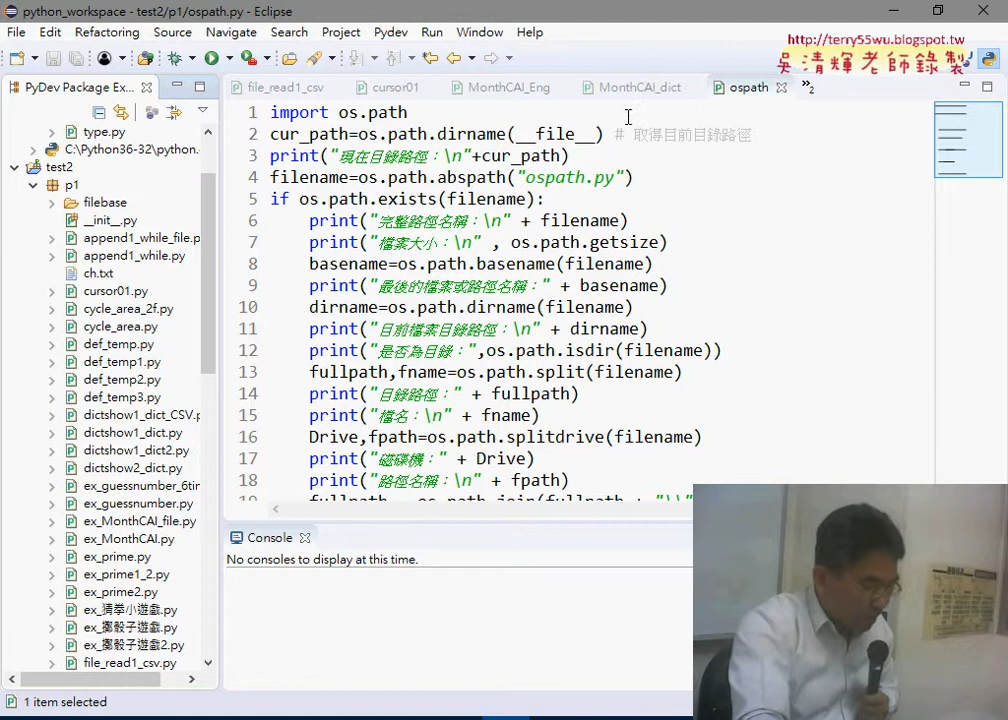 python_workspace - test2/p1/ospath.py - Eclipse
File Edit Refactoring Source Navigate Search Project Pydev Run Window Help
http://terry55wu.blogspot.tw
吳清輝老師錄製
PyDev Package Ex...
file_read1_csv cursor01 MonthCAI_Eng MonthCAI_dict ospath »2
type.py
C:\Python36-32\python.
test2
p1
filebase
__init__.py
append1_while_file.p
append1_while.py
ch.txt
cursor01.py
cycle_area_2f.py
cycle_area.py
def_temp.py
def_temp1.py
def_temp2.py
def_temp3.py
dictshow1_dict_CSV.p
dictshow1_dict.py
dictshow1_dict2.py
dictshow2_dict.py
ex_guessnumber_6tin
ex_guessnumber.py
ex_MonthCAI_file.py
ex_MonthCAI.py
ex_prime.py
ex_prime1_2.py
ex_prime2.py
ex_猜拳小遊戲.py
ex_擲骰子遊戲.py
ex_擲骰子遊戲2.py
file_read1_csv.py
1 import os.path
2 cur_path=os.path.dirname(__file__) # 取得目前目錄路徑
3 print("現在目錄路徑：\n"+cur_path)
4 filename=os.path.abspath("ospath.py")
5 if os.path.exists(filename):
6 print("完整路徑名稱：\n" + filename)
7 print("檔案大小：\n" , os.path.getsize)
8 basename=os.path.basename(filename)
9 print("最後的檔案或路徑名稱：" + basename)
10 dirname=os.path.dirname(filename)
11 print("目前檔案目錄路徑：\n" + dirname)
12 print("是否為目錄：",os.path.isdir(filename))
13 fullpath,fname=os.path.split(filename)
14 print("目錄路徑：" + fullpath)
15 print("檔名：\n" + fname)
16 Drive,fpath=os.path.splitdrive(filename)
17 print("磁碟機：" + Drive)
18 print("路徑名稱：\n" + fpath)
19 fullpath = os.path.join(fullpath + "\\"
Console
No consoles to display at this time.
1 item selected